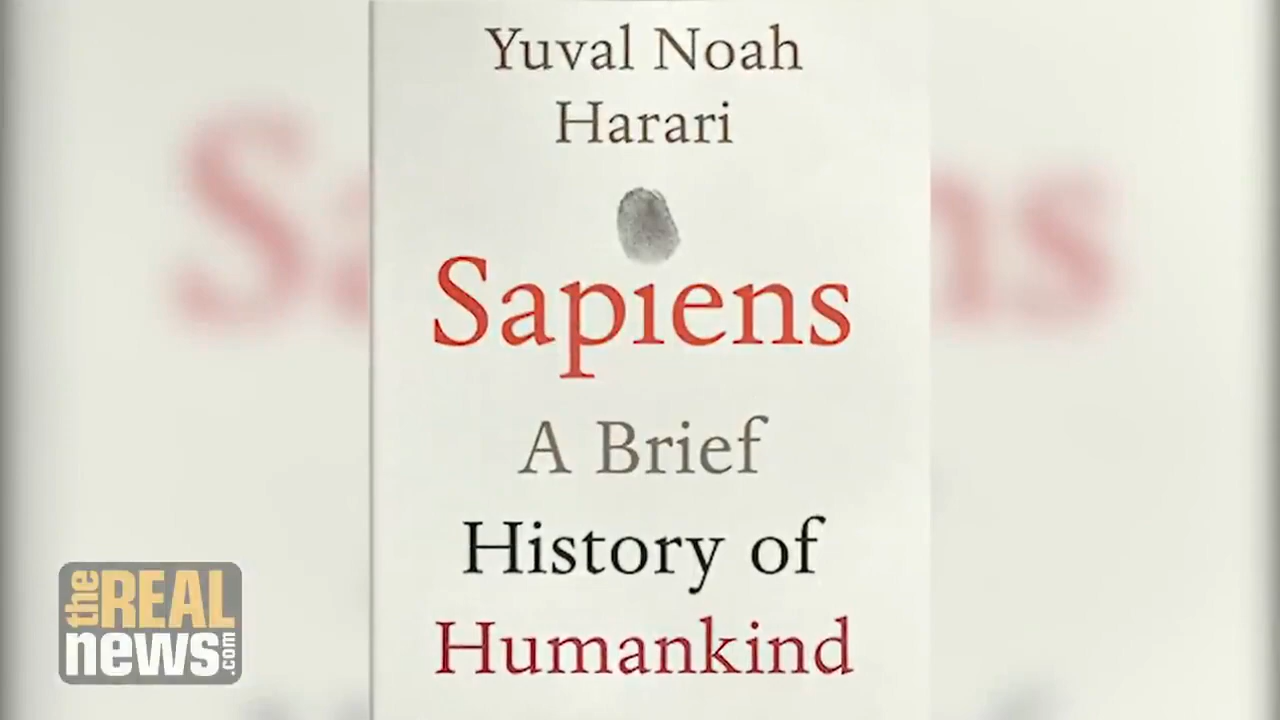 Yuval Noah
Harari
Sapiens
A Brief
History of
Humankind
the REAL
news.com